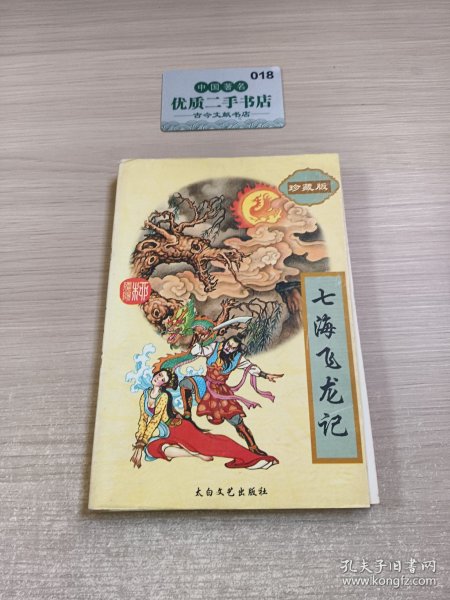 018
中国著名
优质二手书店
——古今文献书店
珍藏版
七海飞龙记
太白文艺出版社
孔夫子旧书网
www.kongfz.com